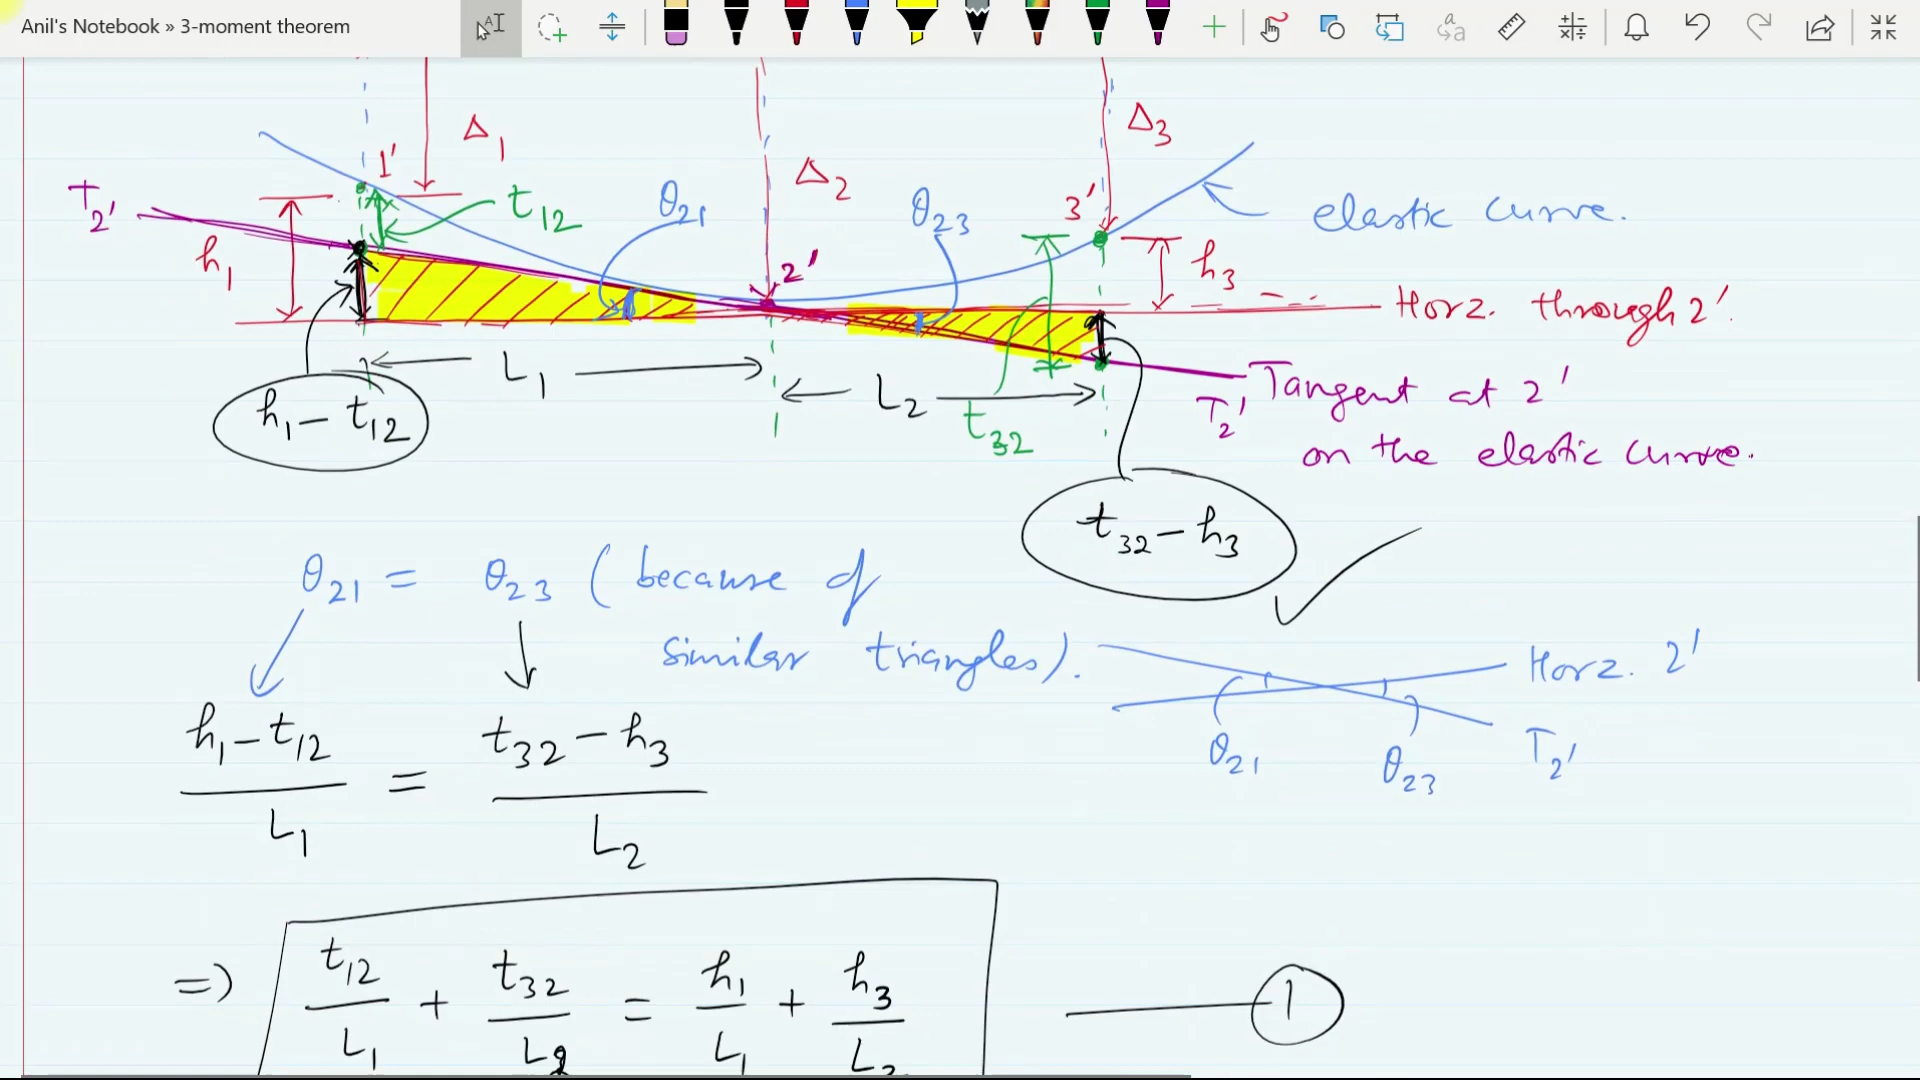 Anil's Notebook » 3-moment theorem
Δ₁
Δ₃
1'
Δ₂
T₂'
t₁₂
θ₂₁
θ₂₃
3'
elastic curve.
h₁
2'
h₃
Horz. through 2'.
L₁
L₂
T₂'
Tangent at 2'
h₁ - t₁₂
t₃₂
on the elastic curve.
t₃₂ - h₃
θ₂₁ = θ₂₃ ( because of
similar triangles).
Horz. 2'
θ₂₁
θ₂₃
T₂'
(h₁ - t₁₂)/L₁ = (t₃₂ - h₃)/L₂
=> t₁₂/L₁ + t₃₂/L₂ = h₁/L₁ + h₃/L₂ — 1